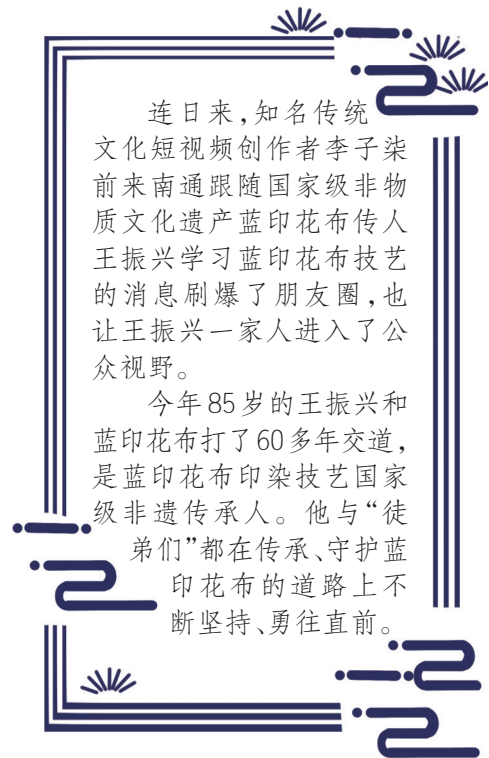 连日来,知名传统
文化短视频创作者李子柒
前来南通跟随国家级非物
质文化遗产蓝印花布传人
王振兴学习蓝印花布技艺
的消息刷爆了朋友圈,也
让王振兴一家人进入了公
众视野。
今年85岁的王振兴和
蓝印花布打了60多年交道,
是蓝印花布印染技艺国家
级非遗传承人。他与“徒
弟们”都在传承、守护蓝
印花布的道路上不
断坚持、勇往直前。